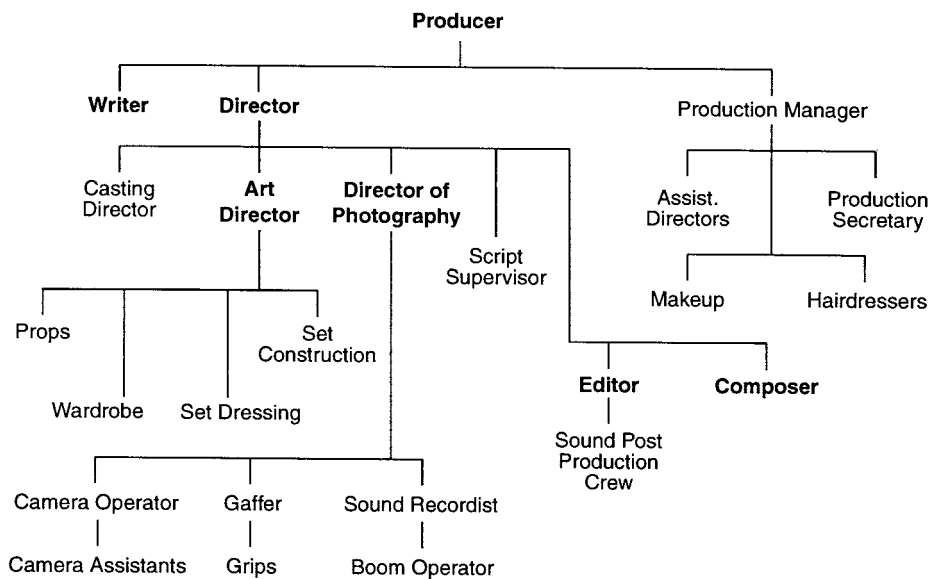 Producer
Writer
Director
Production Manager
Casting
Director
Art
Director
Director of
Photography
Script
Supervisor
Assist.
Directors
Production
Secretary
Makeup
Hairdressers
Props
Wardrobe
Set Dressing
Set
Construction
Editor
Composer
Sound Post
Production
Crew
Camera Operator
Gaffer
Sound Recordist
Camera Assistants
Grips
Boom Operator